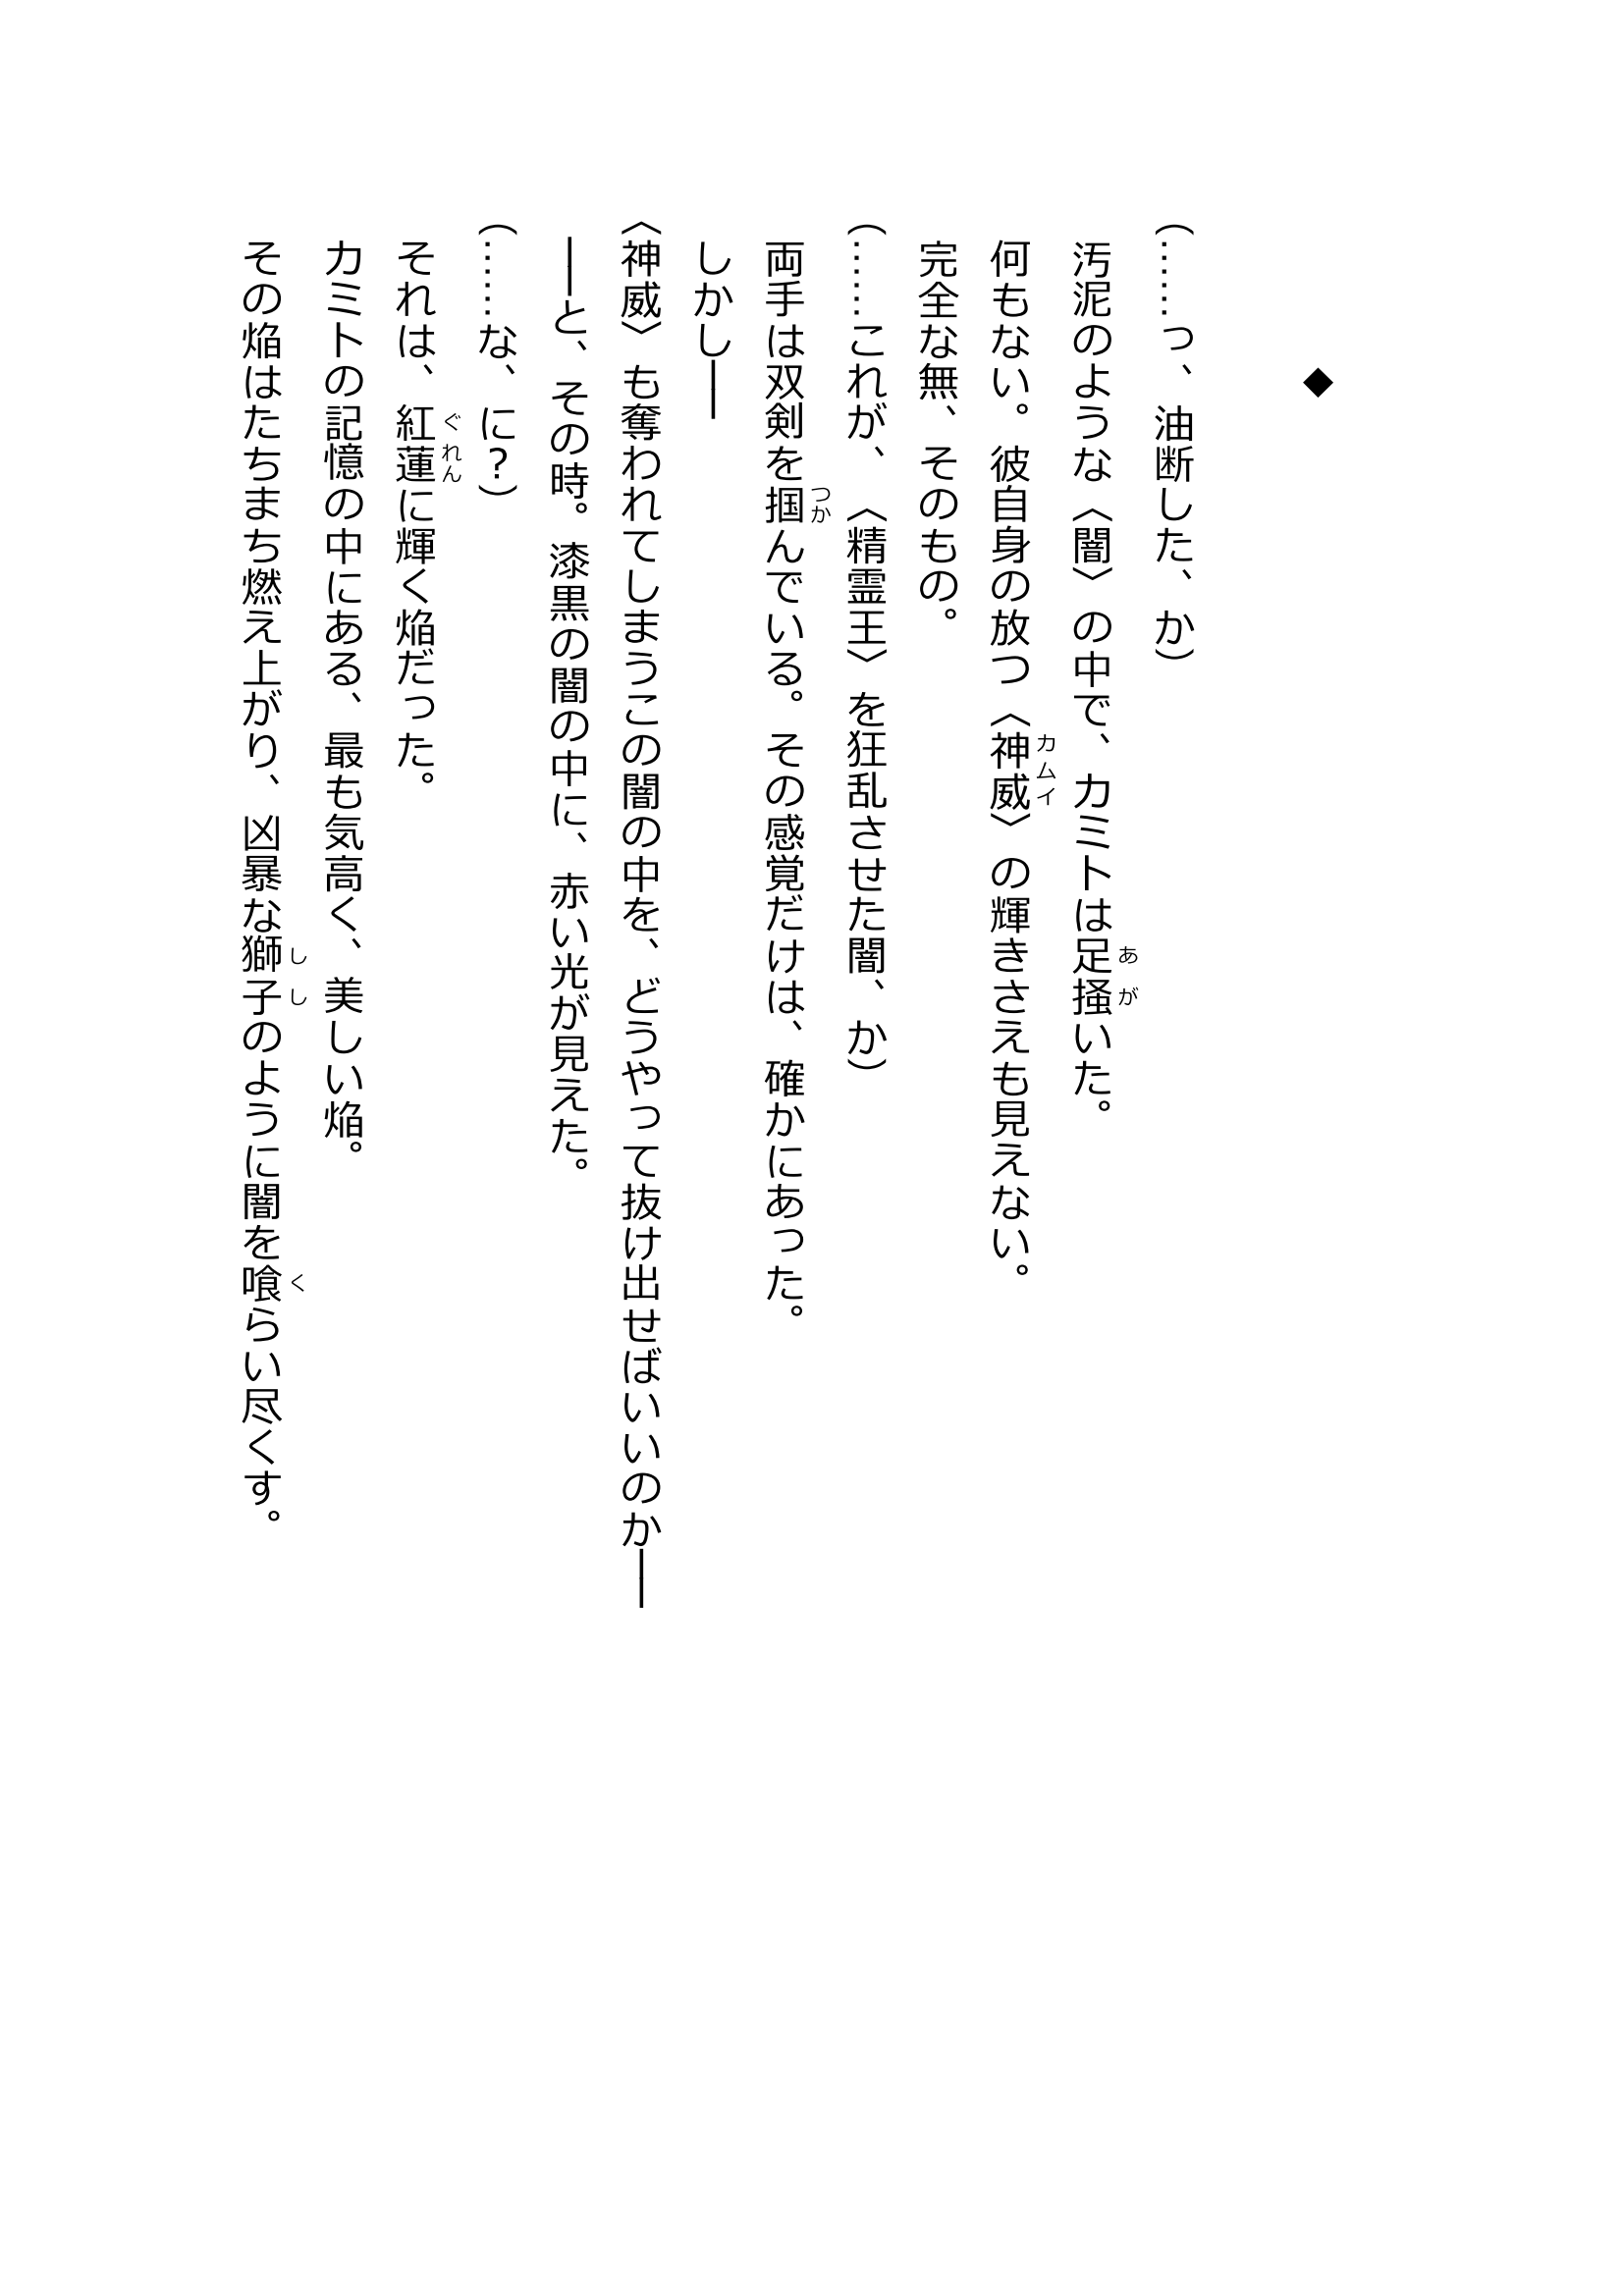 ◆
(……っ、油断した、か)
汚泥のような〈闇〉の中で、カミトは足掻いた。
何もない。彼自身の放つ〈神威〉の輝きさえも見えない。
完全な無、そのもの。
(……これが、〈精霊王〉を狂乱させた闇、か)
両手は双剣を掴んでいる。その感覚だけは、確かにあった。
しかし――
〈神威〉も奪われてしまうこの闇の中を、どうやって抜け出せばいいのか――
――と、その時。漆黒の闇の中に、赤い光が見えた。
(……な、に?)
それは、紅蓮に輝く焔だった。
カミトの記憶の中にある、最も気高く、美しい焔。
その焔はたちまち燃え上がり、凶暴な獅子のように闇を喰らい尽くす。